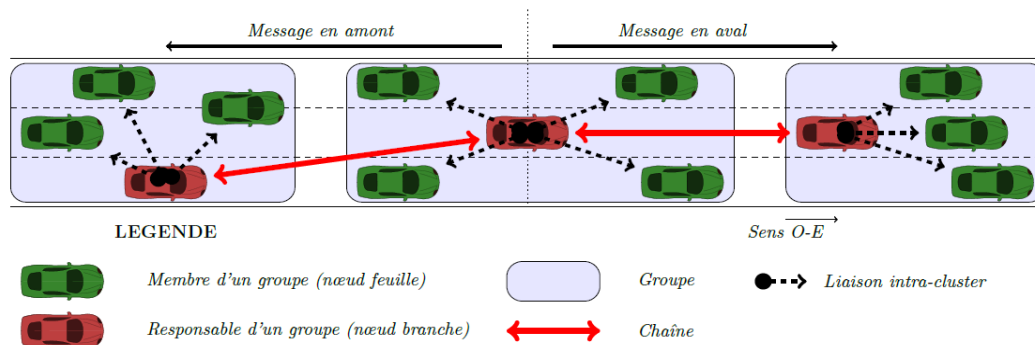 Message en amont
Message en aval
LEGENDE
Sens O-E
Membre d'un groupe (nœud feuille)
Groupe
Liaison intra-cluster
Responsable d'un groupe (nœud branche)
Chaîne